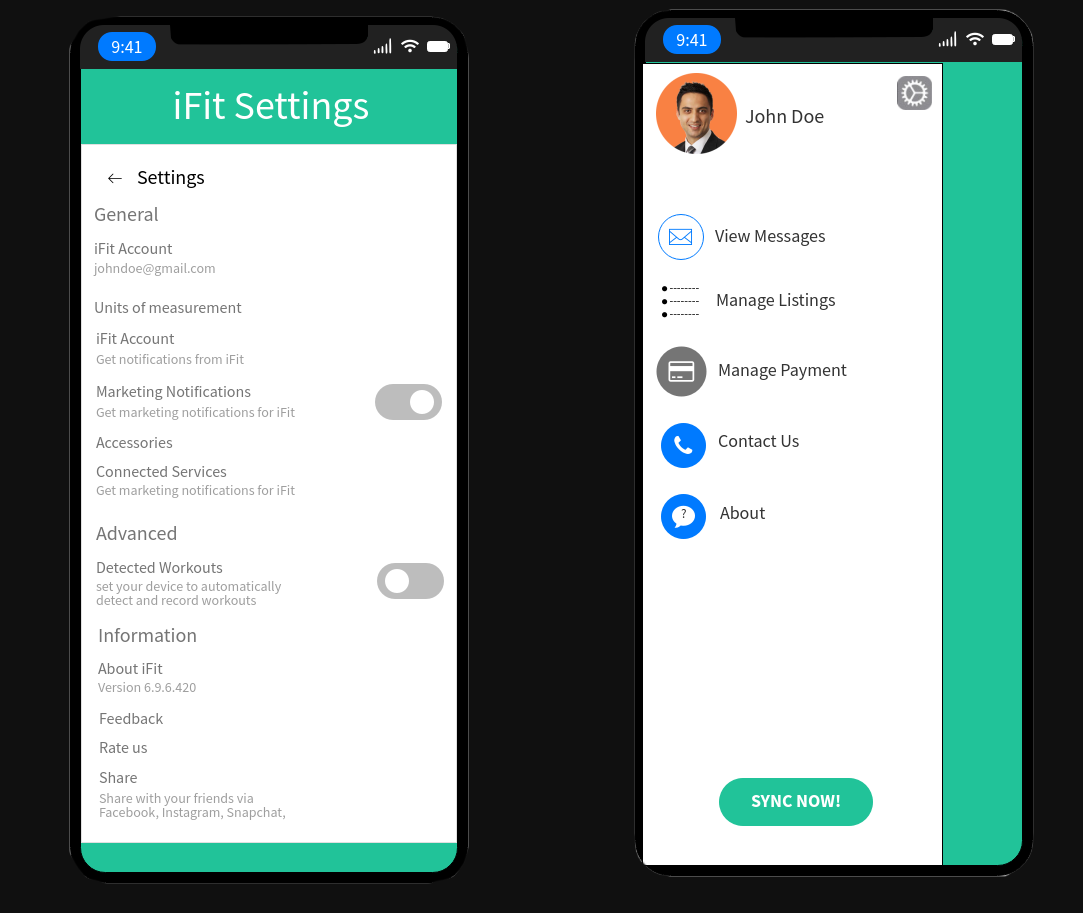 9:41
iFit Settings
← Settings
General
iFit Account
johndoe@gmail.com
Units of measurement
iFit Account
Get notifications from iFit
Marketing Notifications
Get marketing notifications for iFit
Accessories
Connected Services
Get marketing notifications for iFit
Advanced
Detected Workouts
set your device to automatically
detect and record workouts
Information
About iFit
Version 6.9.6.420
Feedback
Rate us
Share
Share with your friends via
Facebook, Instagram, Snapchat,
9:41
John Doe
View Messages
Manage Listings
Manage Payment
Contact Us
?
About
SYNC NOW!